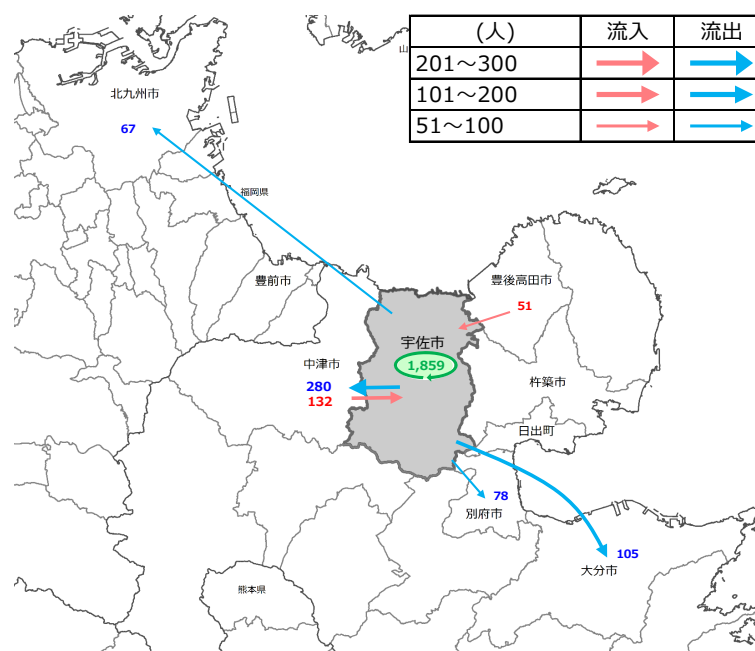 (人) 流入 流出
201～300
101～200
51～100
北九州市
67
福岡県
豊前市
豊後高田市
51
宇佐市
1,859
中津市
280
132
杵築市
日出町
78
別府市
105
大分市
熊本県
山